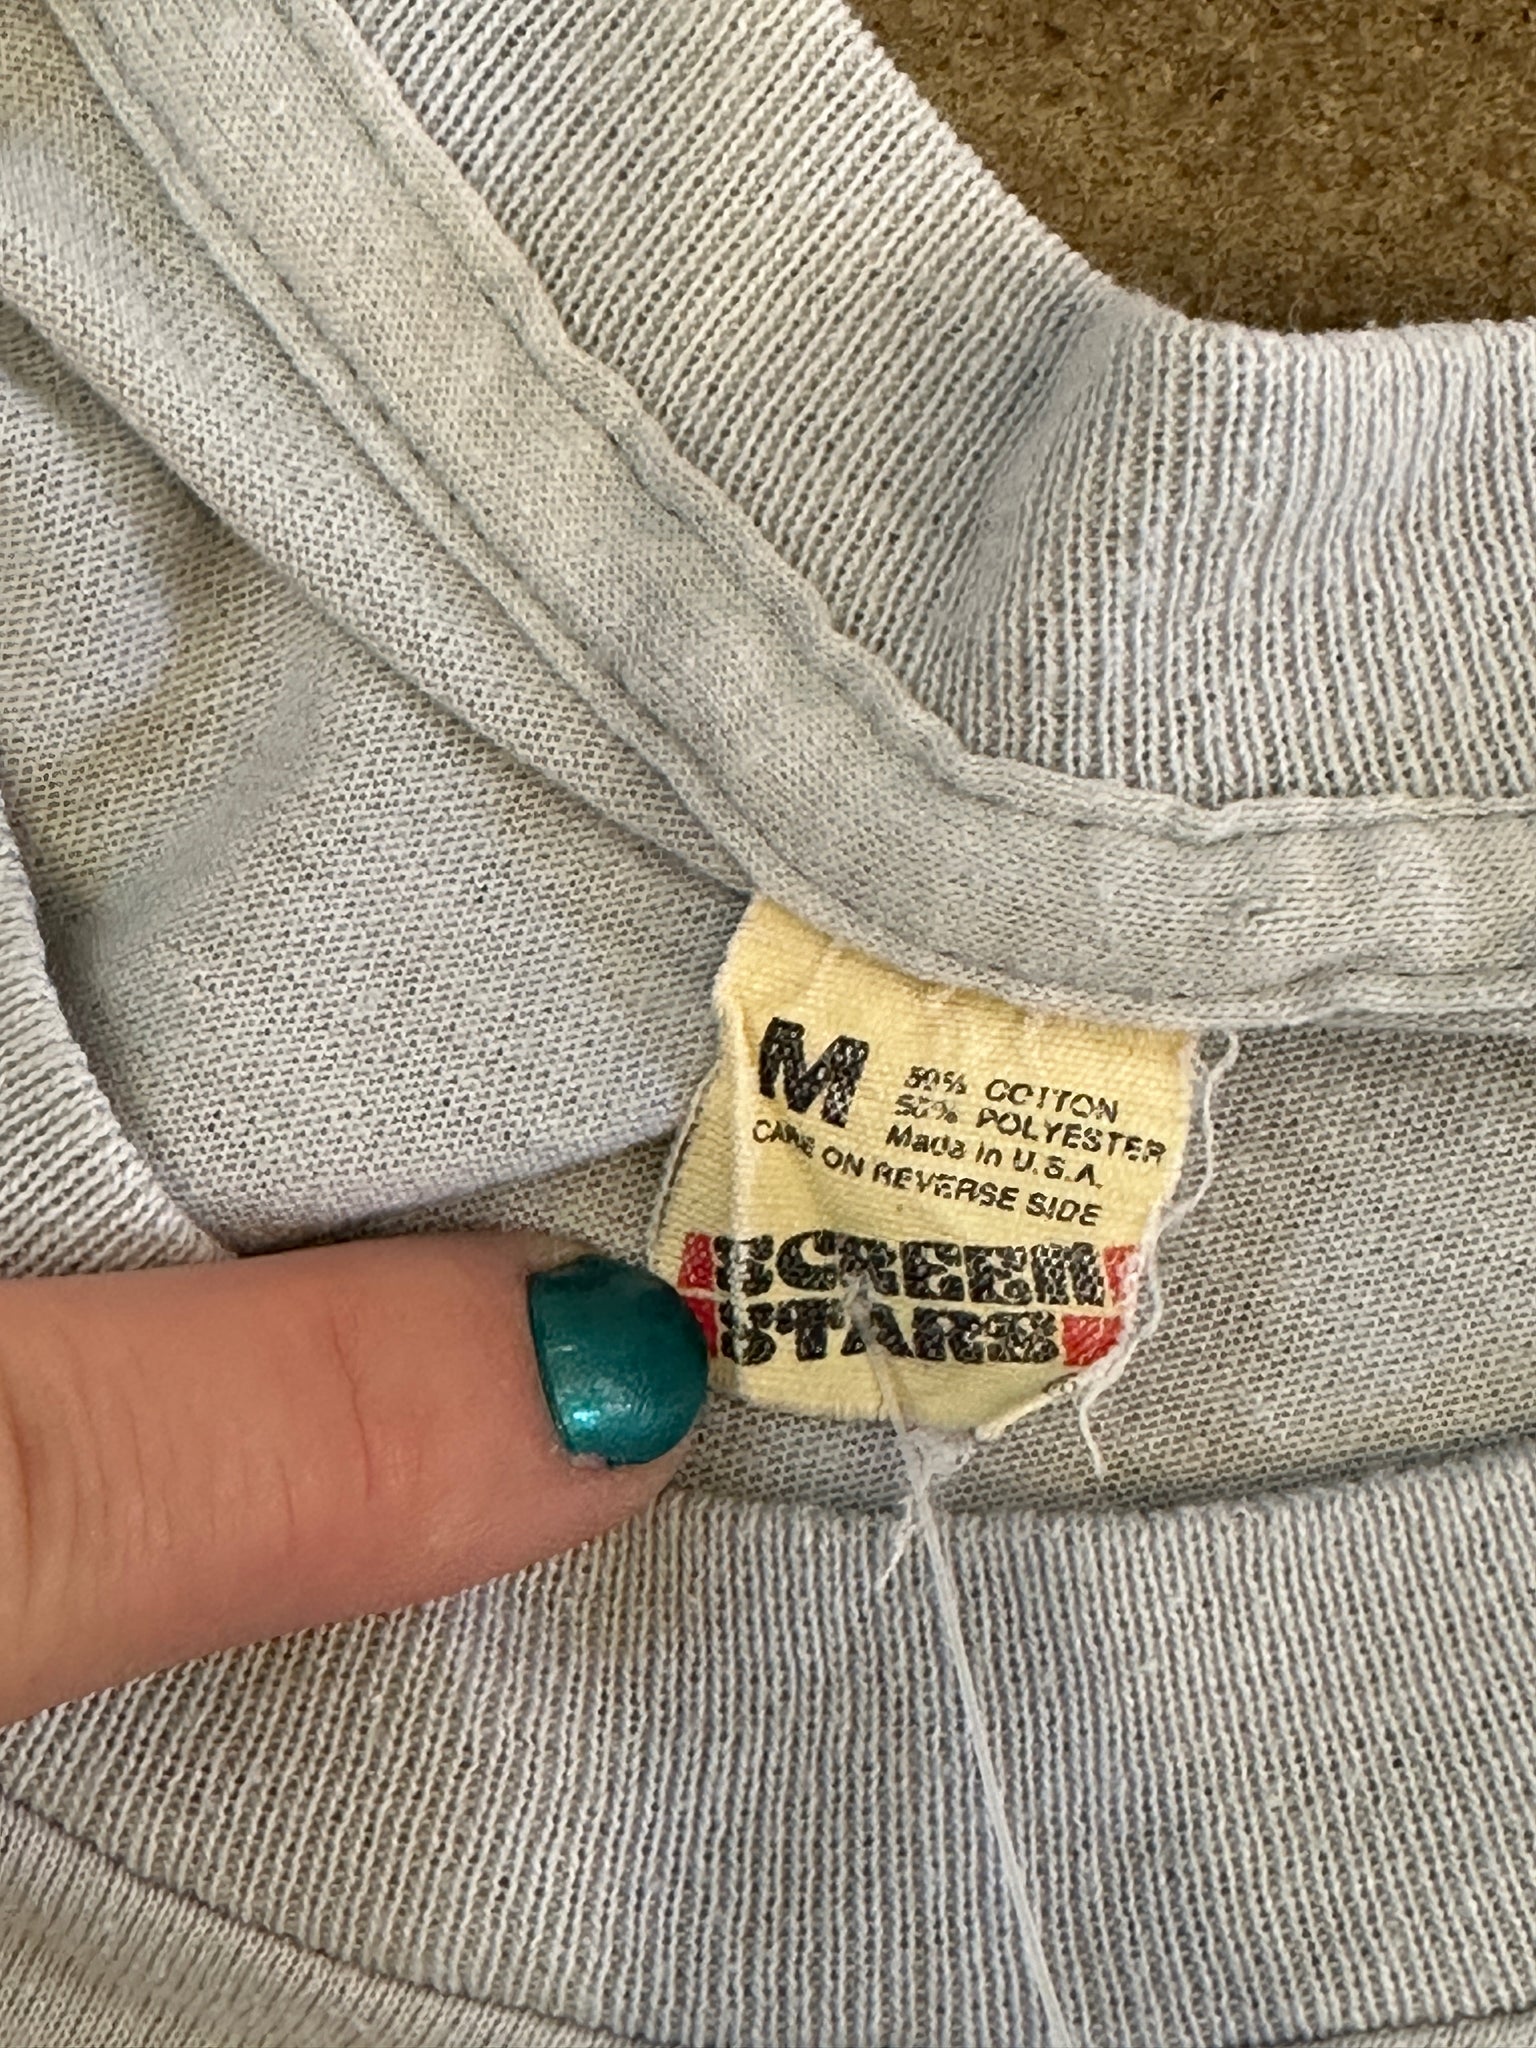 M
50% COTTON
50% POLYESTER
Made in U.S.A.
CARE ON REVERSE SIDE
SCREEN
STARS